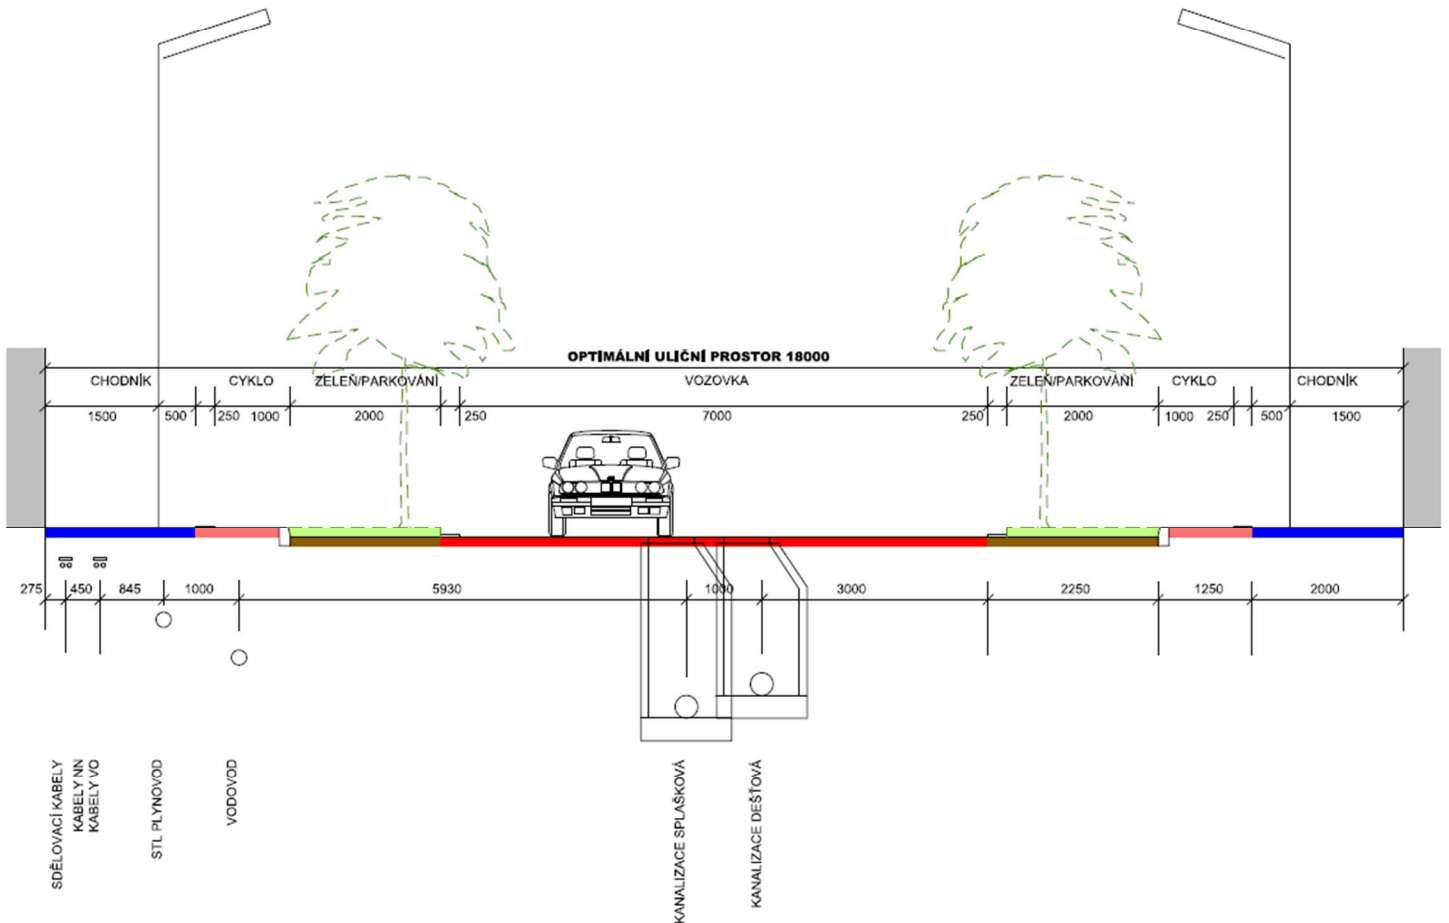 OPTIMÁLNÍ ULIČNÍ PROSTOR 18000
CHODNÍK CYKLO ZELEŇ/PARKOVÁNÍ VOZOVKA ZELEŇ/PARKOVÁNÍ CYKLO CHODNÍK
1500 500 250 1000 2000 250 7000 250 2000 1000 250 500 1500
275 450 845 1000 5930 1000 3000 2250 1250 2000
SDĚLOVACÍ KABELY
KABELY NN
KABELY VO
STL PLYNOVOD
VODOVOD
KANALIZACE SPLAŠKOVÁ
KANALIZACE DEŠŤOVÁ